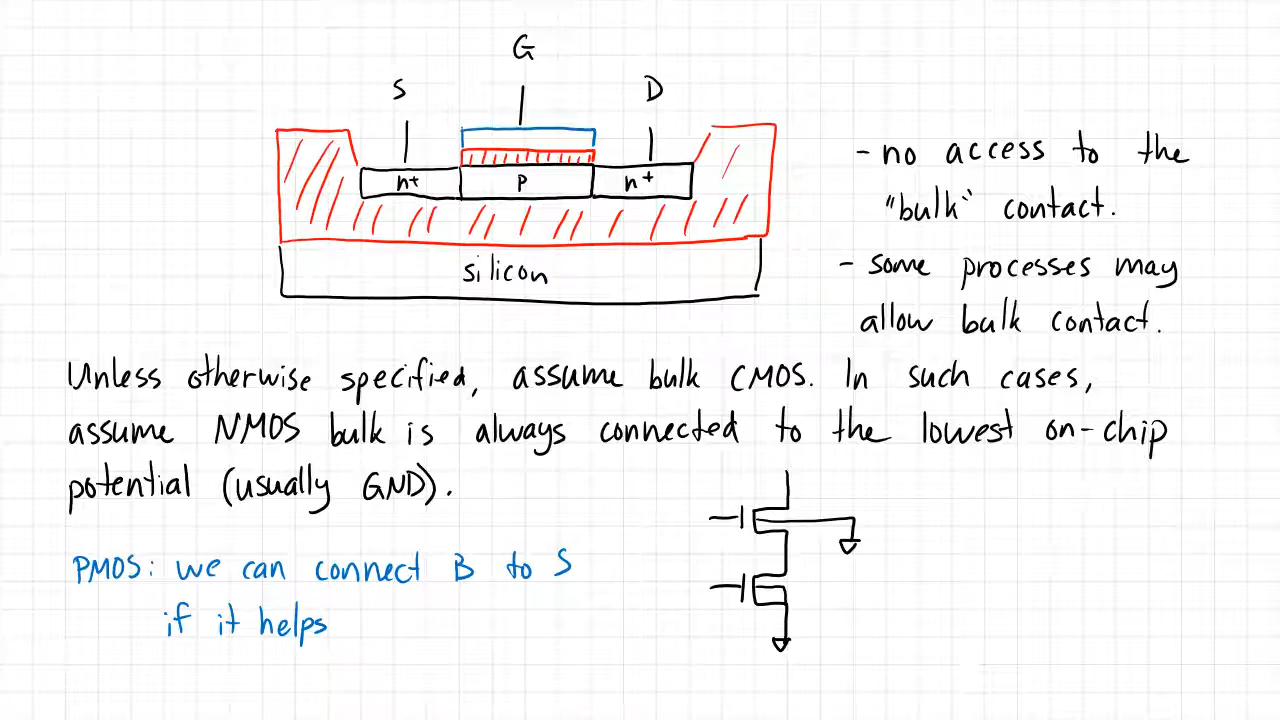 G
S
D
n+
p
n+
silicon
- no access to the
"bulk" contact.
- some processes may
allow bulk contact.
Unless otherwise specified, assume bulk CMOS. In such cases,
assume NMOS bulk is always connected to the lowest on-chip
potential (usually GND).
PMOS: we can connect B to S
if it helps